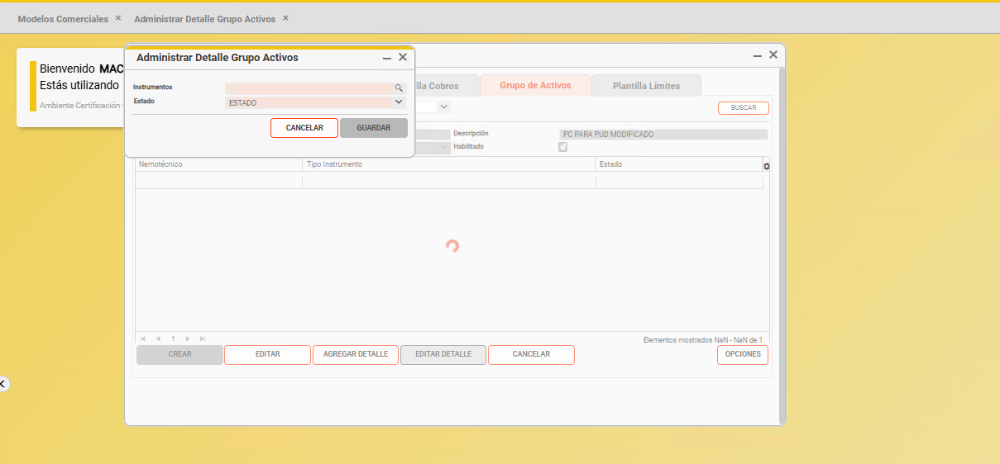 Modelos Comerciales ×
Administrar Detalle Grupo Activos ×
Bienvenido MAC
Estás utilizando
Ambiente Certificación
Administrar Detalle Grupo Activos
Instrumentos
Estado
ESTADO
CANCELAR
GUARDAR
Cobros
Grupo de Activos
Plantilla Límites
BUSCAR
Descripción
PC PARA PUD MODIFICADO
Habilitado
Nemotécnico
Tipo Instrumento
Estado
1
Elementos mostrados NaN - NaN de 1
CREAR
EDITAR
AGREGAR DETALLE
EDITAR DETALLE
CANCELAR
OPCIONES